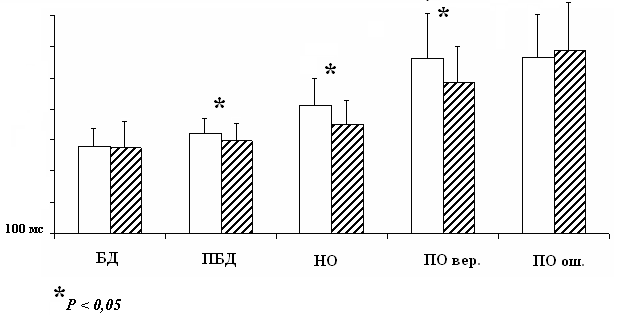 *
*
*
100 мс
БД ПБД НО ПО вер. ПО ош.
* P < 0,05